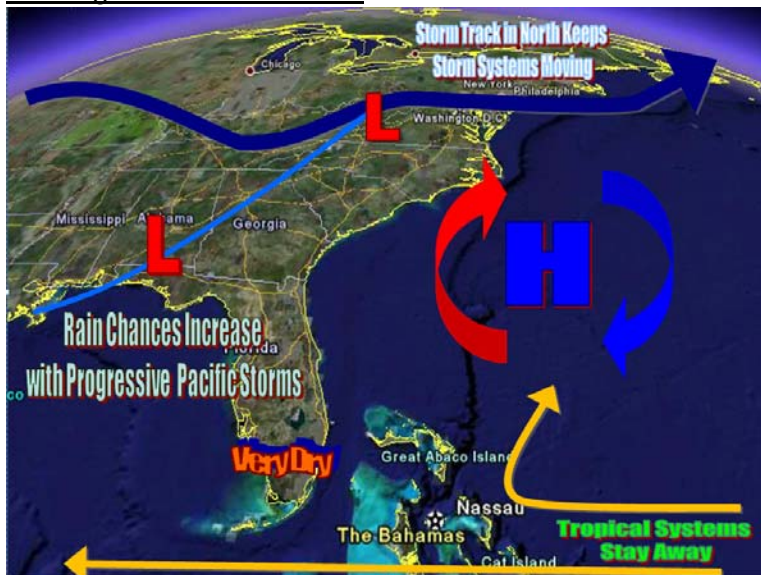 Storm Track in North Keeps
Storm Systems Moving
Chicago
New York
Philadelphia
Washington D.C.
L
Mississippi
Alabama
Georgia
L
H
Rain Chances Increase
Florida
with Progressive Pacific Storms
co
Very Dry
Great Abaco Island
Nassau
The Bahamas
Cat Island
Tropical Systems
Stay Away